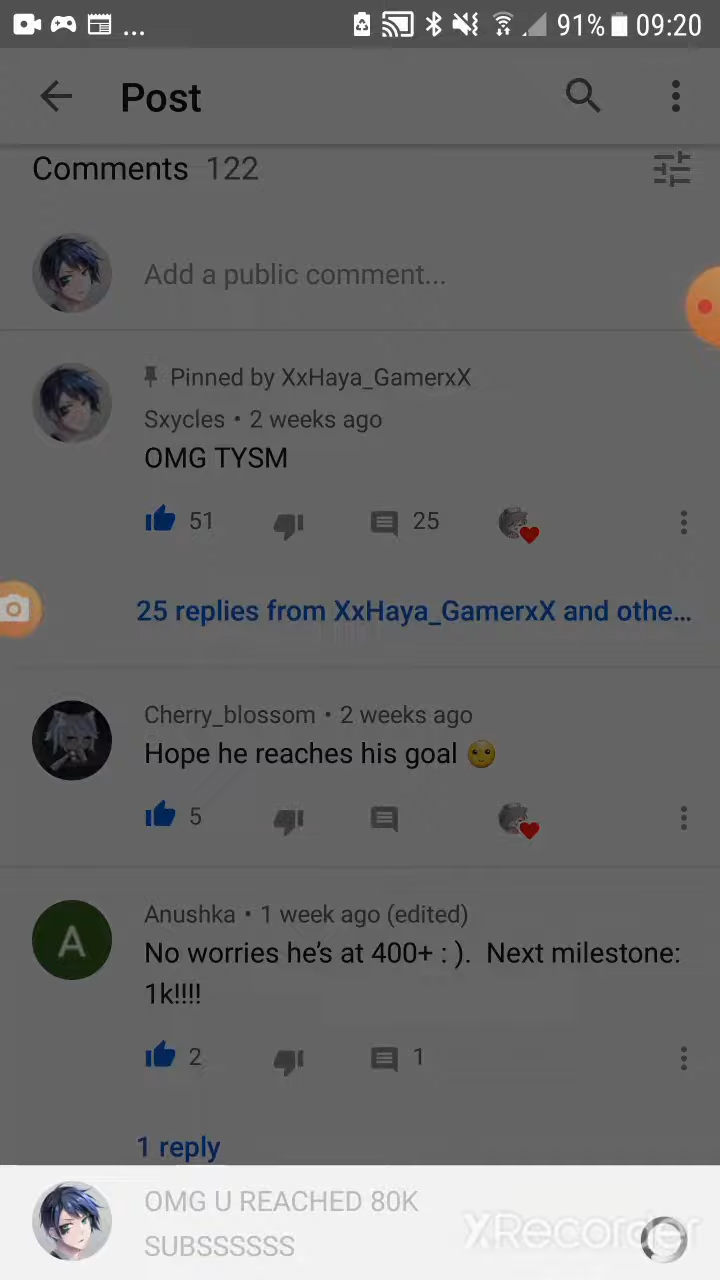 ... 91% 09:20
Post
Comments 122
Add a public comment...
Pinned by XxHaya_GamerxX
Sxycles • 2 weeks ago
OMG TYSM
51 25
25 replies from XxHaya_GamerxX and othe...
Cherry_blossom • 2 weeks ago
Hope he reaches his goal
5
A
Anushka • 1 week ago (edited)
No worries he's at 400+ : ). Next milestone:
1k!!!!
2 1
1 reply
OMG U REACHED 80K
SUBSSSSSS
XRecorder